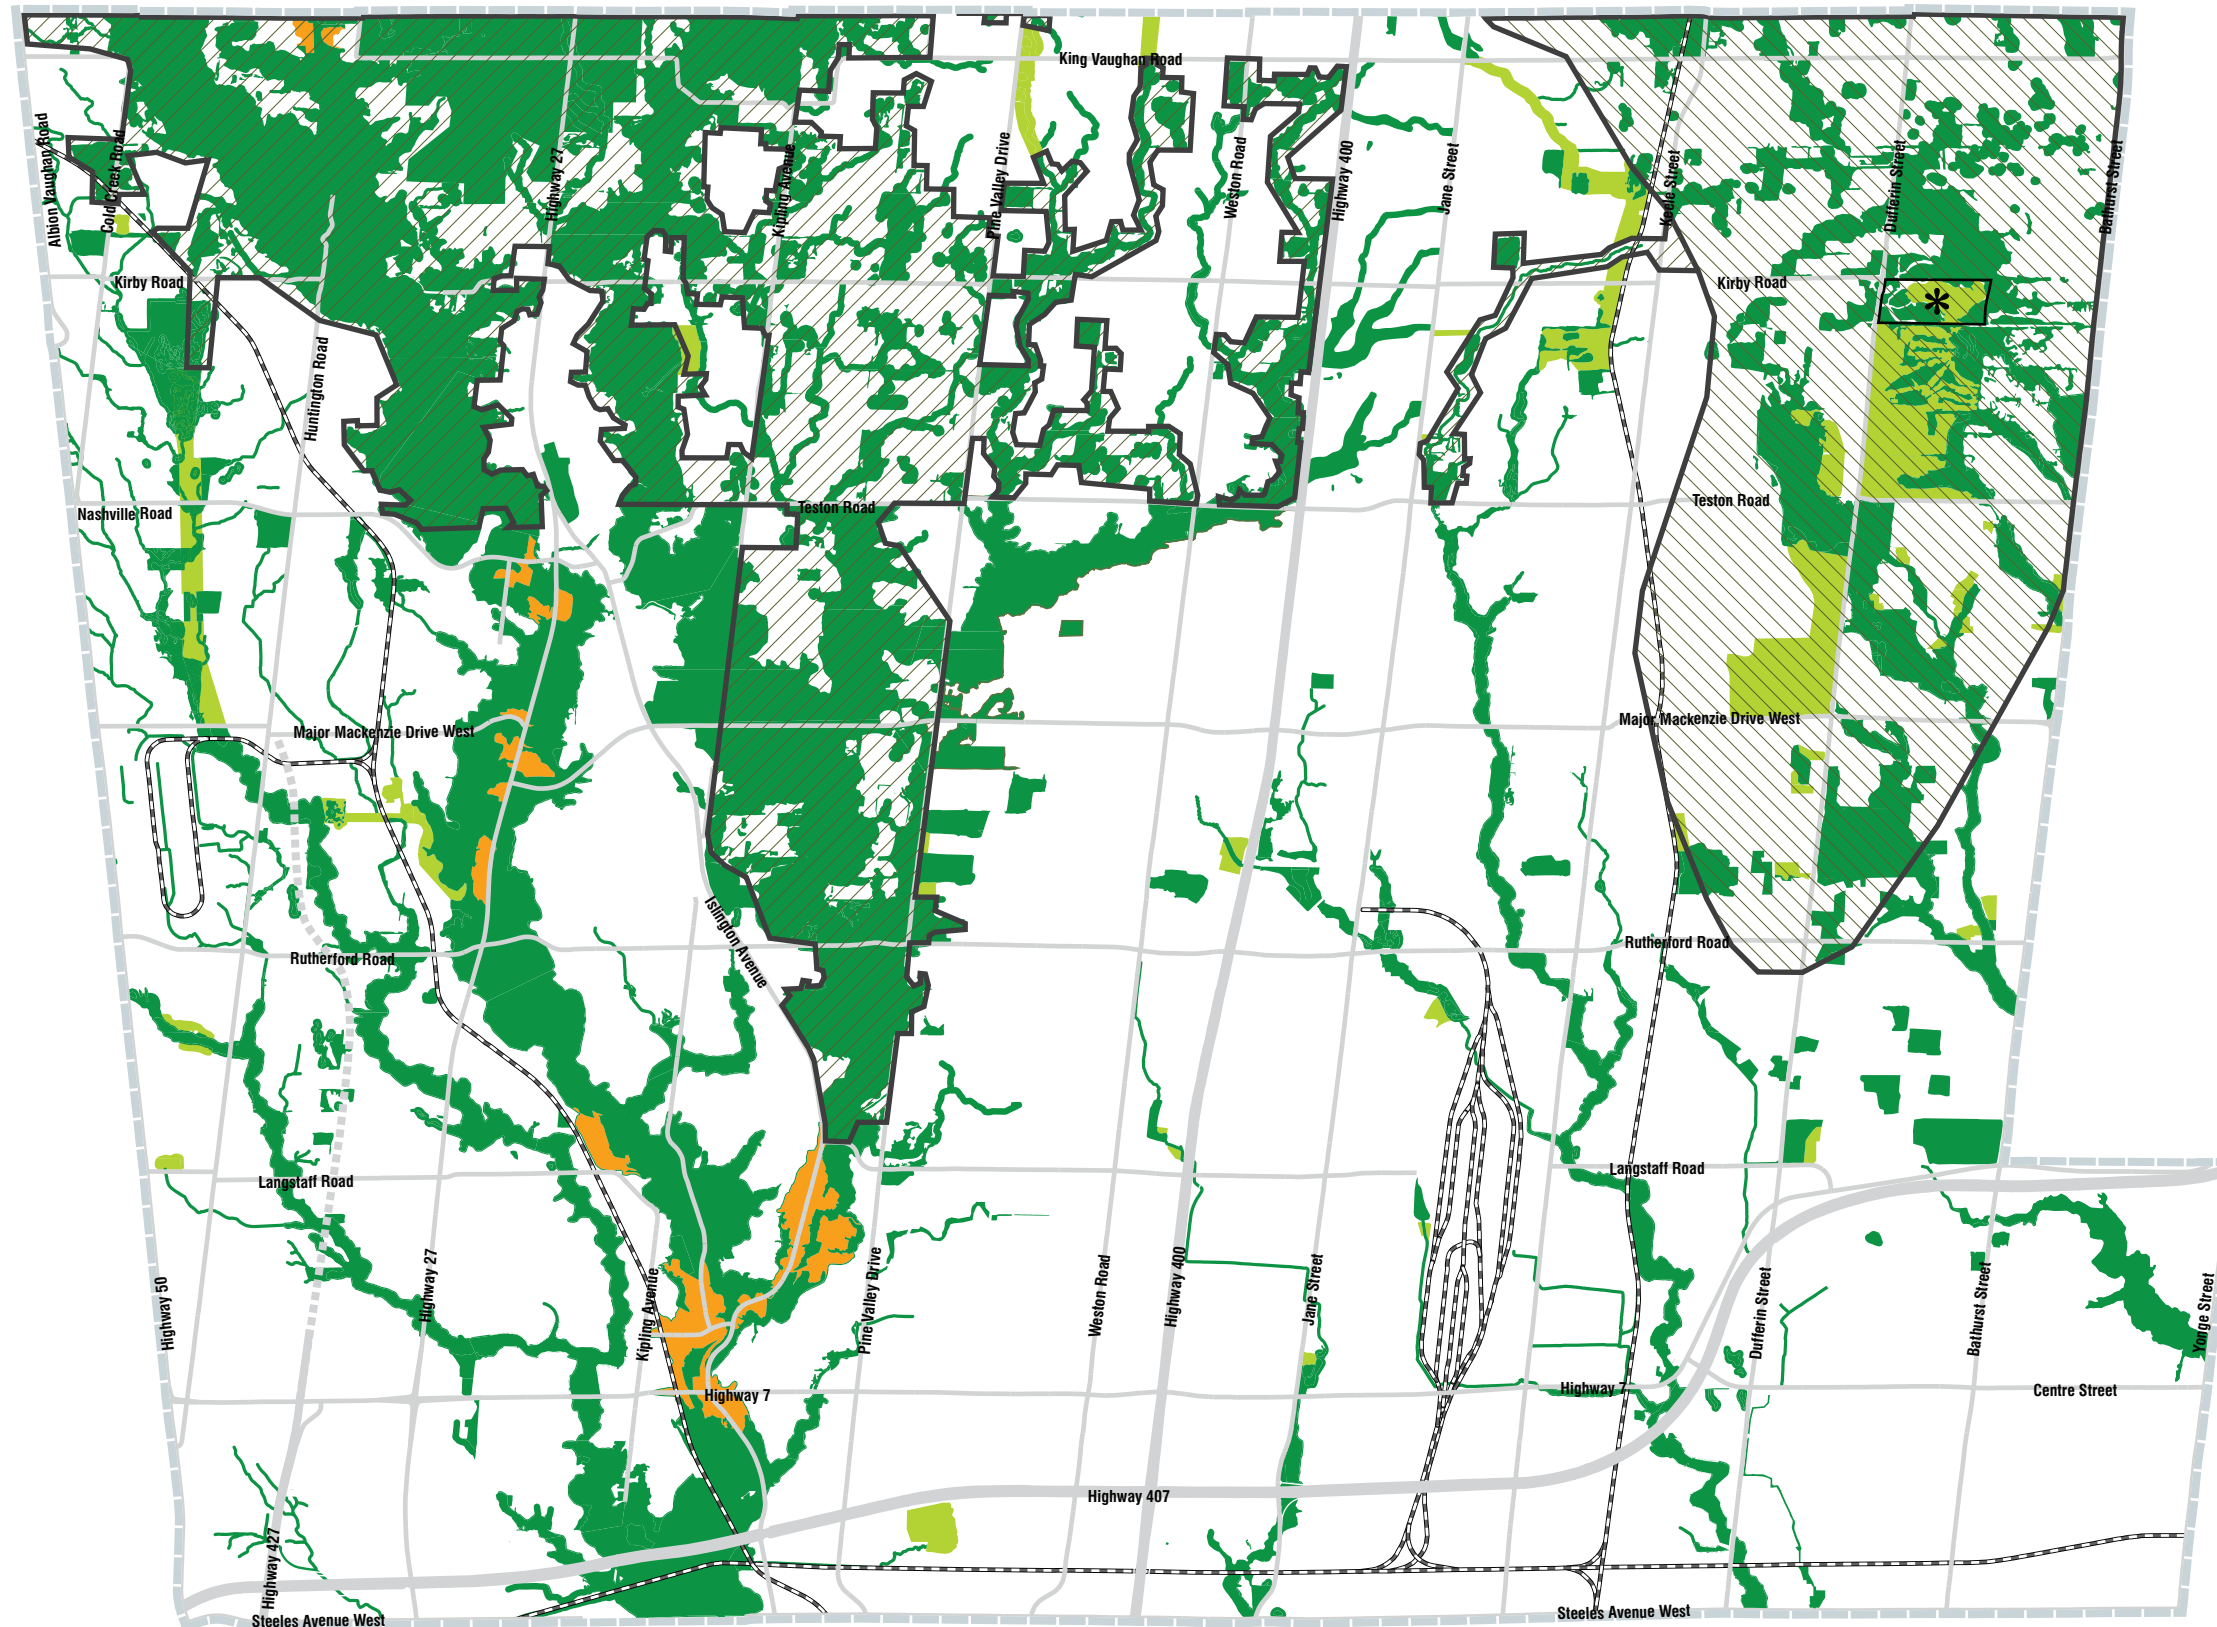 King Vaughan Road
Albion Vaughan Road
Cold Creek Road
Highway 27
Kipling Avenue
Pine Valley Drive
Weston Road
Highway 400
Jane Street
Keele Street
Dufferin Street
Bathurst Street
Kirby Road
Kirby Road
*
Huntington Road
Nashville Road
Teston Road
Teston Road
Major Mackenzie Drive West
Major Mackenzie Drive West
Islington Avenue
Rutherford Road
Rutherford Road
Langstaff Road
Langstaff Road
Highway 50
Highway 27
Kipling Avenue
Pine Valley Drive
Weston Road
Highway 400
Jane Street
Dufferin Street
Bathurst Street
Yonge Street
Highway 7
Highway 7
Centre Street
Highway 407
Highway 427
Steeles Avenue West
Steeles Avenue West